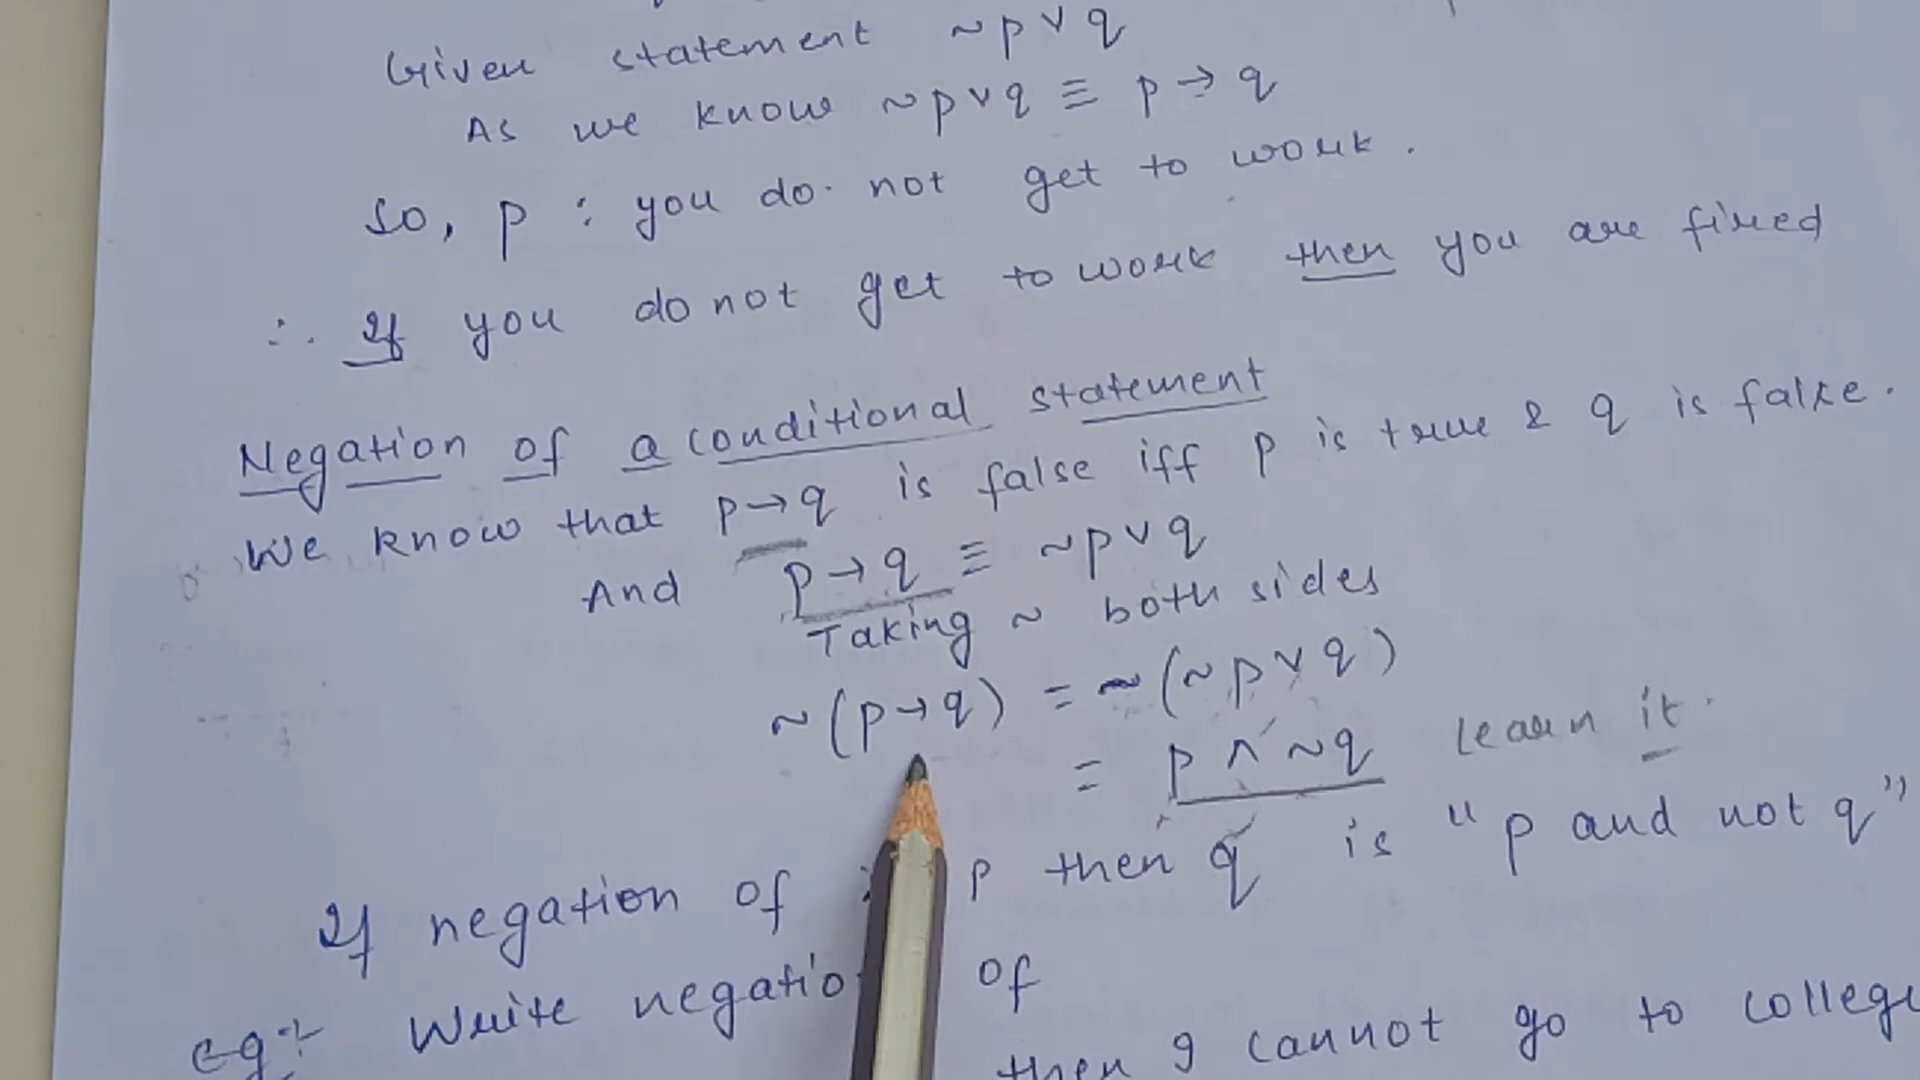 Given statement ~p∨q
As we know ~p∨q ≡ p→q
So, p : you do not get to work.
∴ If you do not get to work then you are fired
Negation of a conditional statement
We know that p→q is false iff p is true & q is false.
And p→q ≡ ~p∨q
Taking ~ both sides
~(p→q) = ~(~p∨q)
= p∧~q learn it.
If negation of p then q is "p and not q"
eg:- Write negatio of
then I cannot go to college